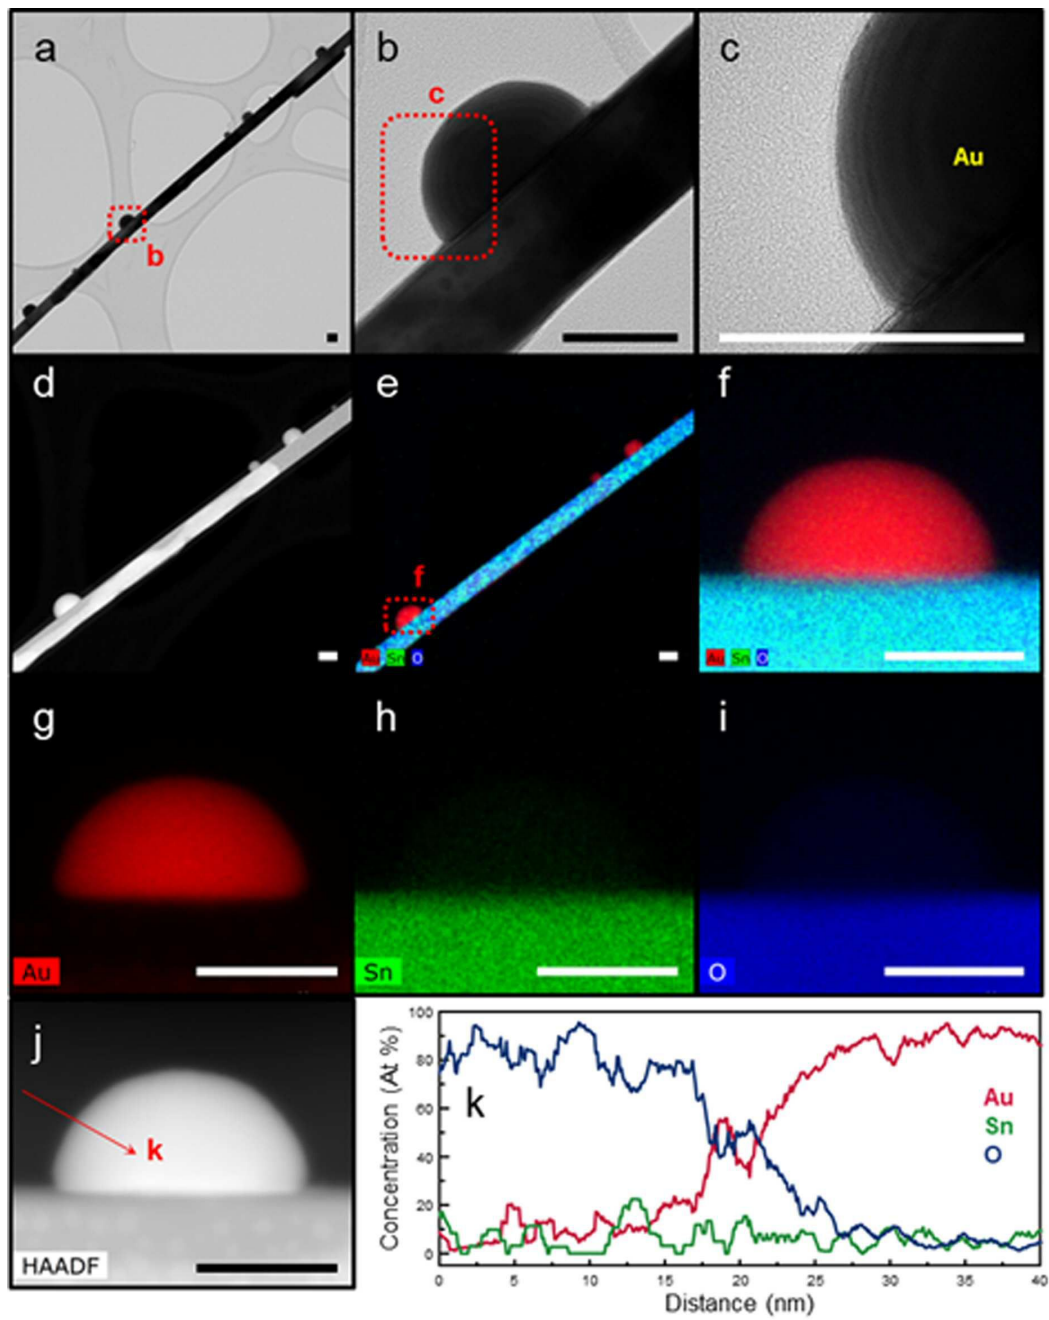 a
b
b
c
c
Au
d
e
f
Au Sn O
f
Au Sn O
g
Au
h
Sn
i
O
j
k
HAADF
Concentration (At %)
100
80
60
40
20
0
k
Au
Sn
O
0 5 10 15 20 25 30 35 40
Distance (nm)